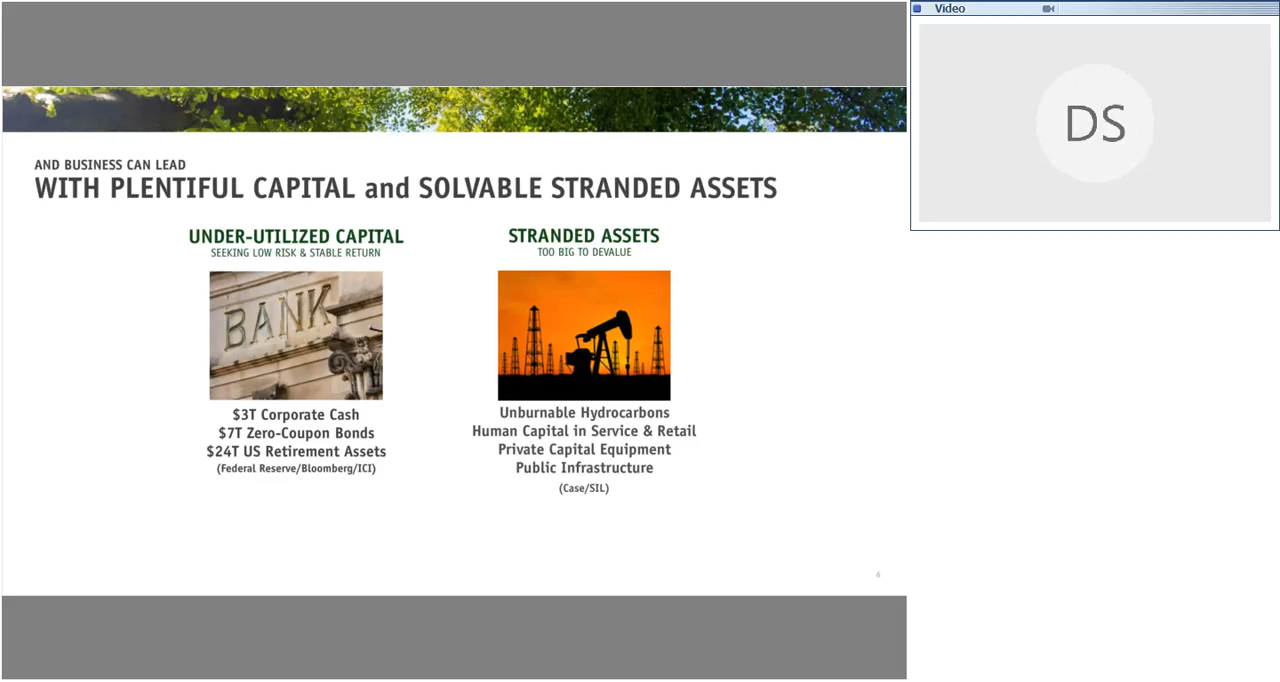 Video
DS
AND BUSINESS CAN LEAD
WITH PLENTIFUL CAPITAL and SOLVABLE STRANDED ASSETS
UNDER-UTILIZED CAPITAL
SEEKING LOW RISK & STABLE RETURN
BANK
$3T Corporate Cash
$7T Zero-Coupon Bonds
$24T US Retirement Assets
(Federal Reserve/Bloomberg/ICI)
STRANDED ASSETS
TOO BIG TO DEVALUE
Unburnable Hydrocarbons
Human Capital in Service & Retail
Private Capital Equipment
Public Infrastructure
(Case/SIL)
6